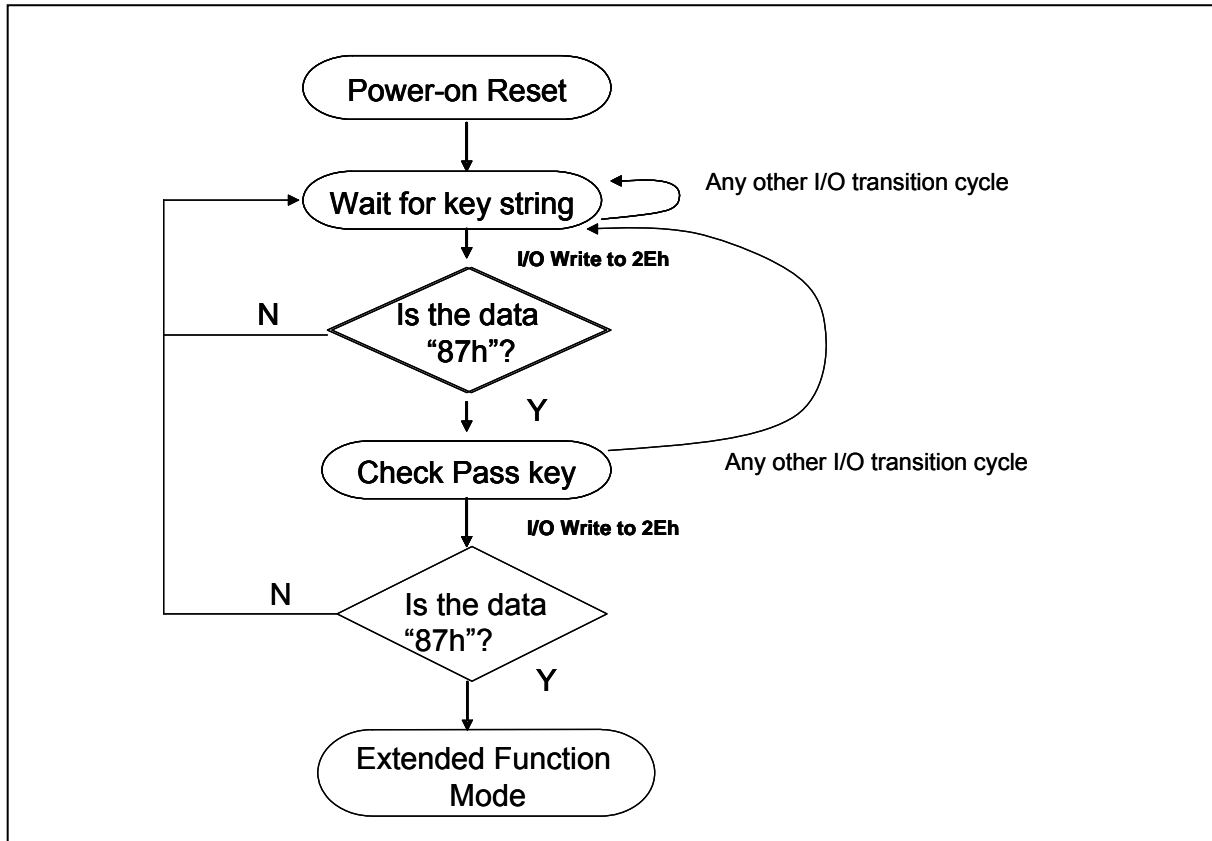 Power-on Reset
Wait for key string
Any other I/O transition cycle
I/O Write to 2Eh
N
Is the data
“87h”?
Y
Check Pass key
Any other I/O transition cycle
I/O Write to 2Eh
N
Is the data
“87h”?
Y
Extended Function
Mode